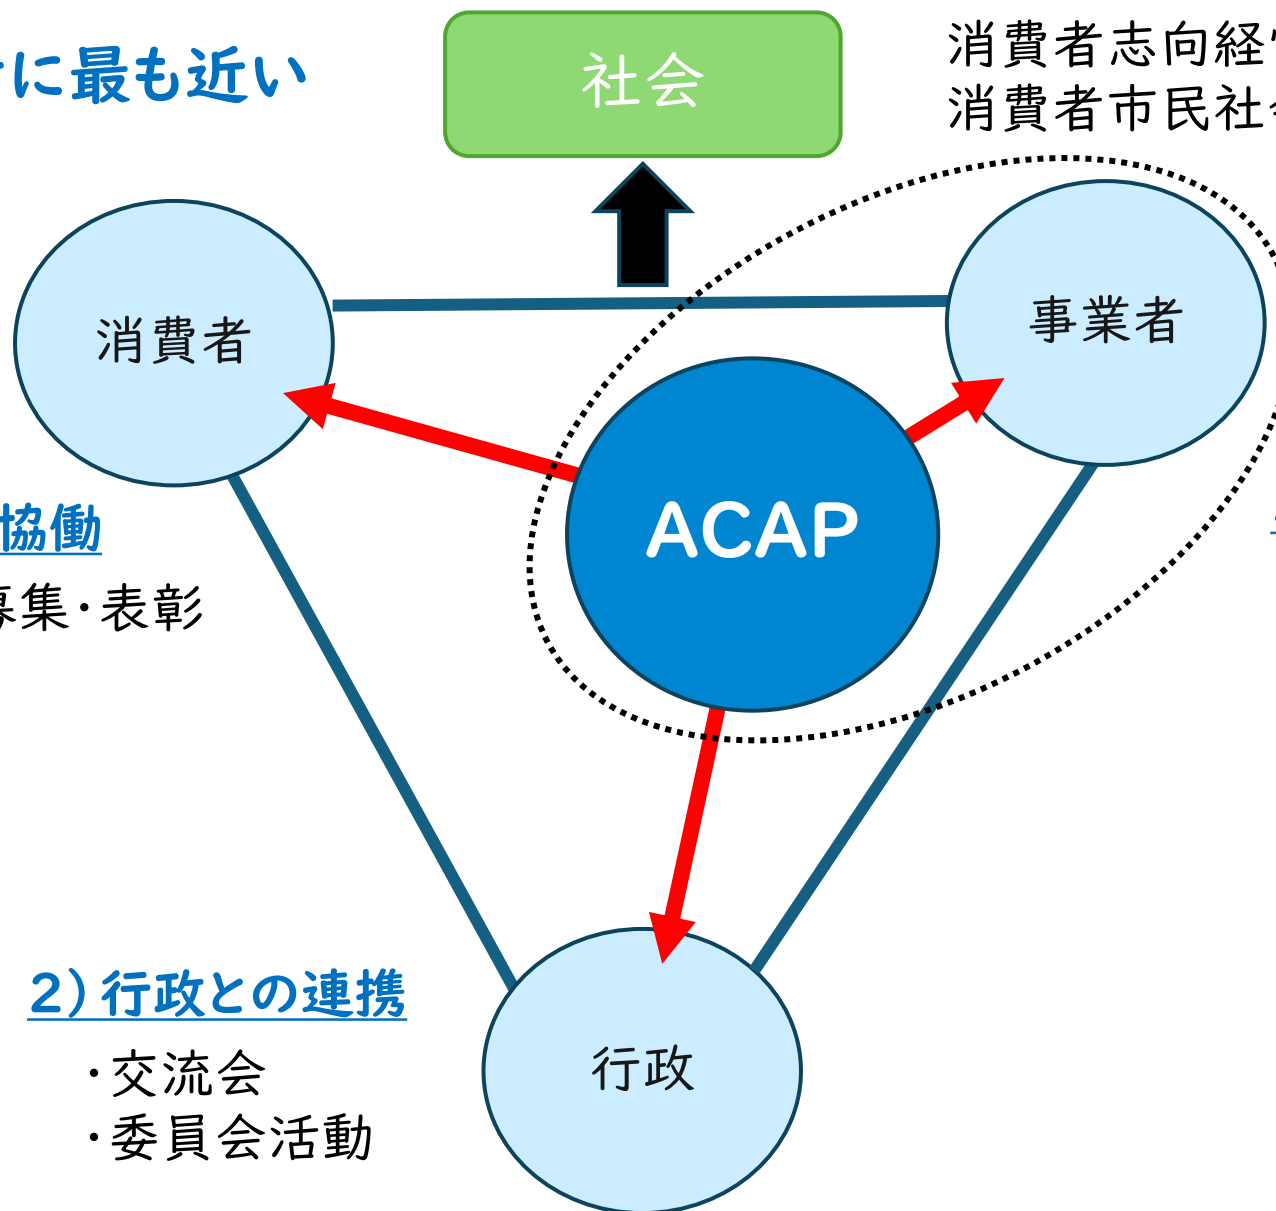 に最も近い
社会
消費者志向経
消費者市民社会
消費者
事業者
ACAP
協働
募集・表彰
2）行政との連携
・交流会
・委員会活動
行政